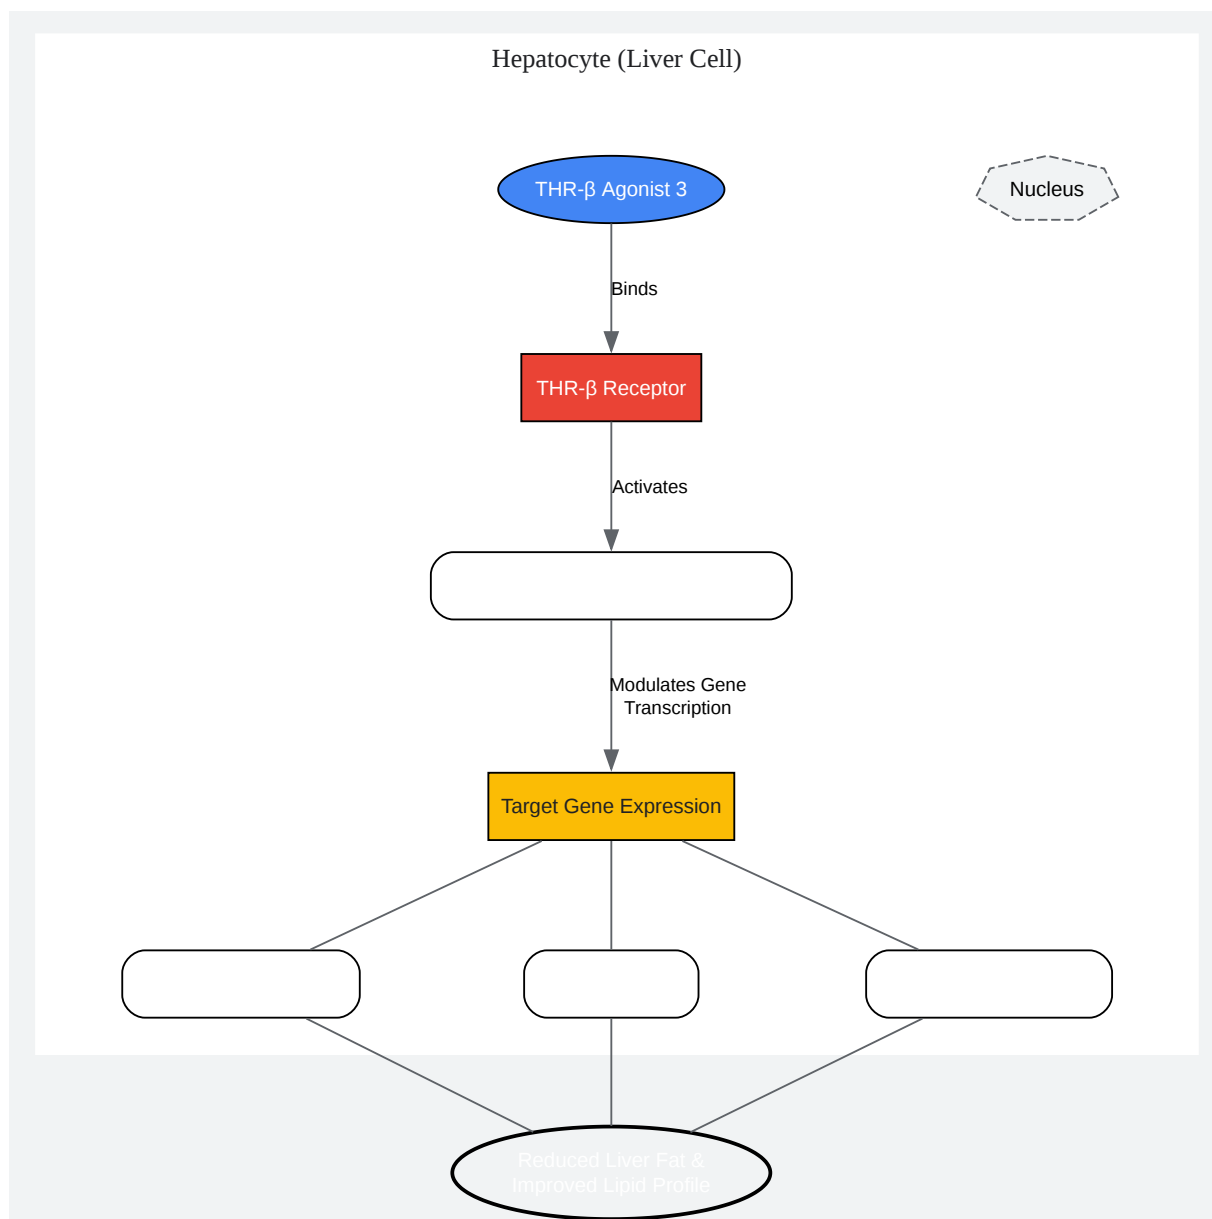 Hepatocyte (Liver Cell)
THR-β Agonist 3
Nucleus
Binds
THR-β Receptor
Activates
Modulates Gene
Transcription
Target Gene Expression
Reduced Liver Fat &
Improved Lipid Profile